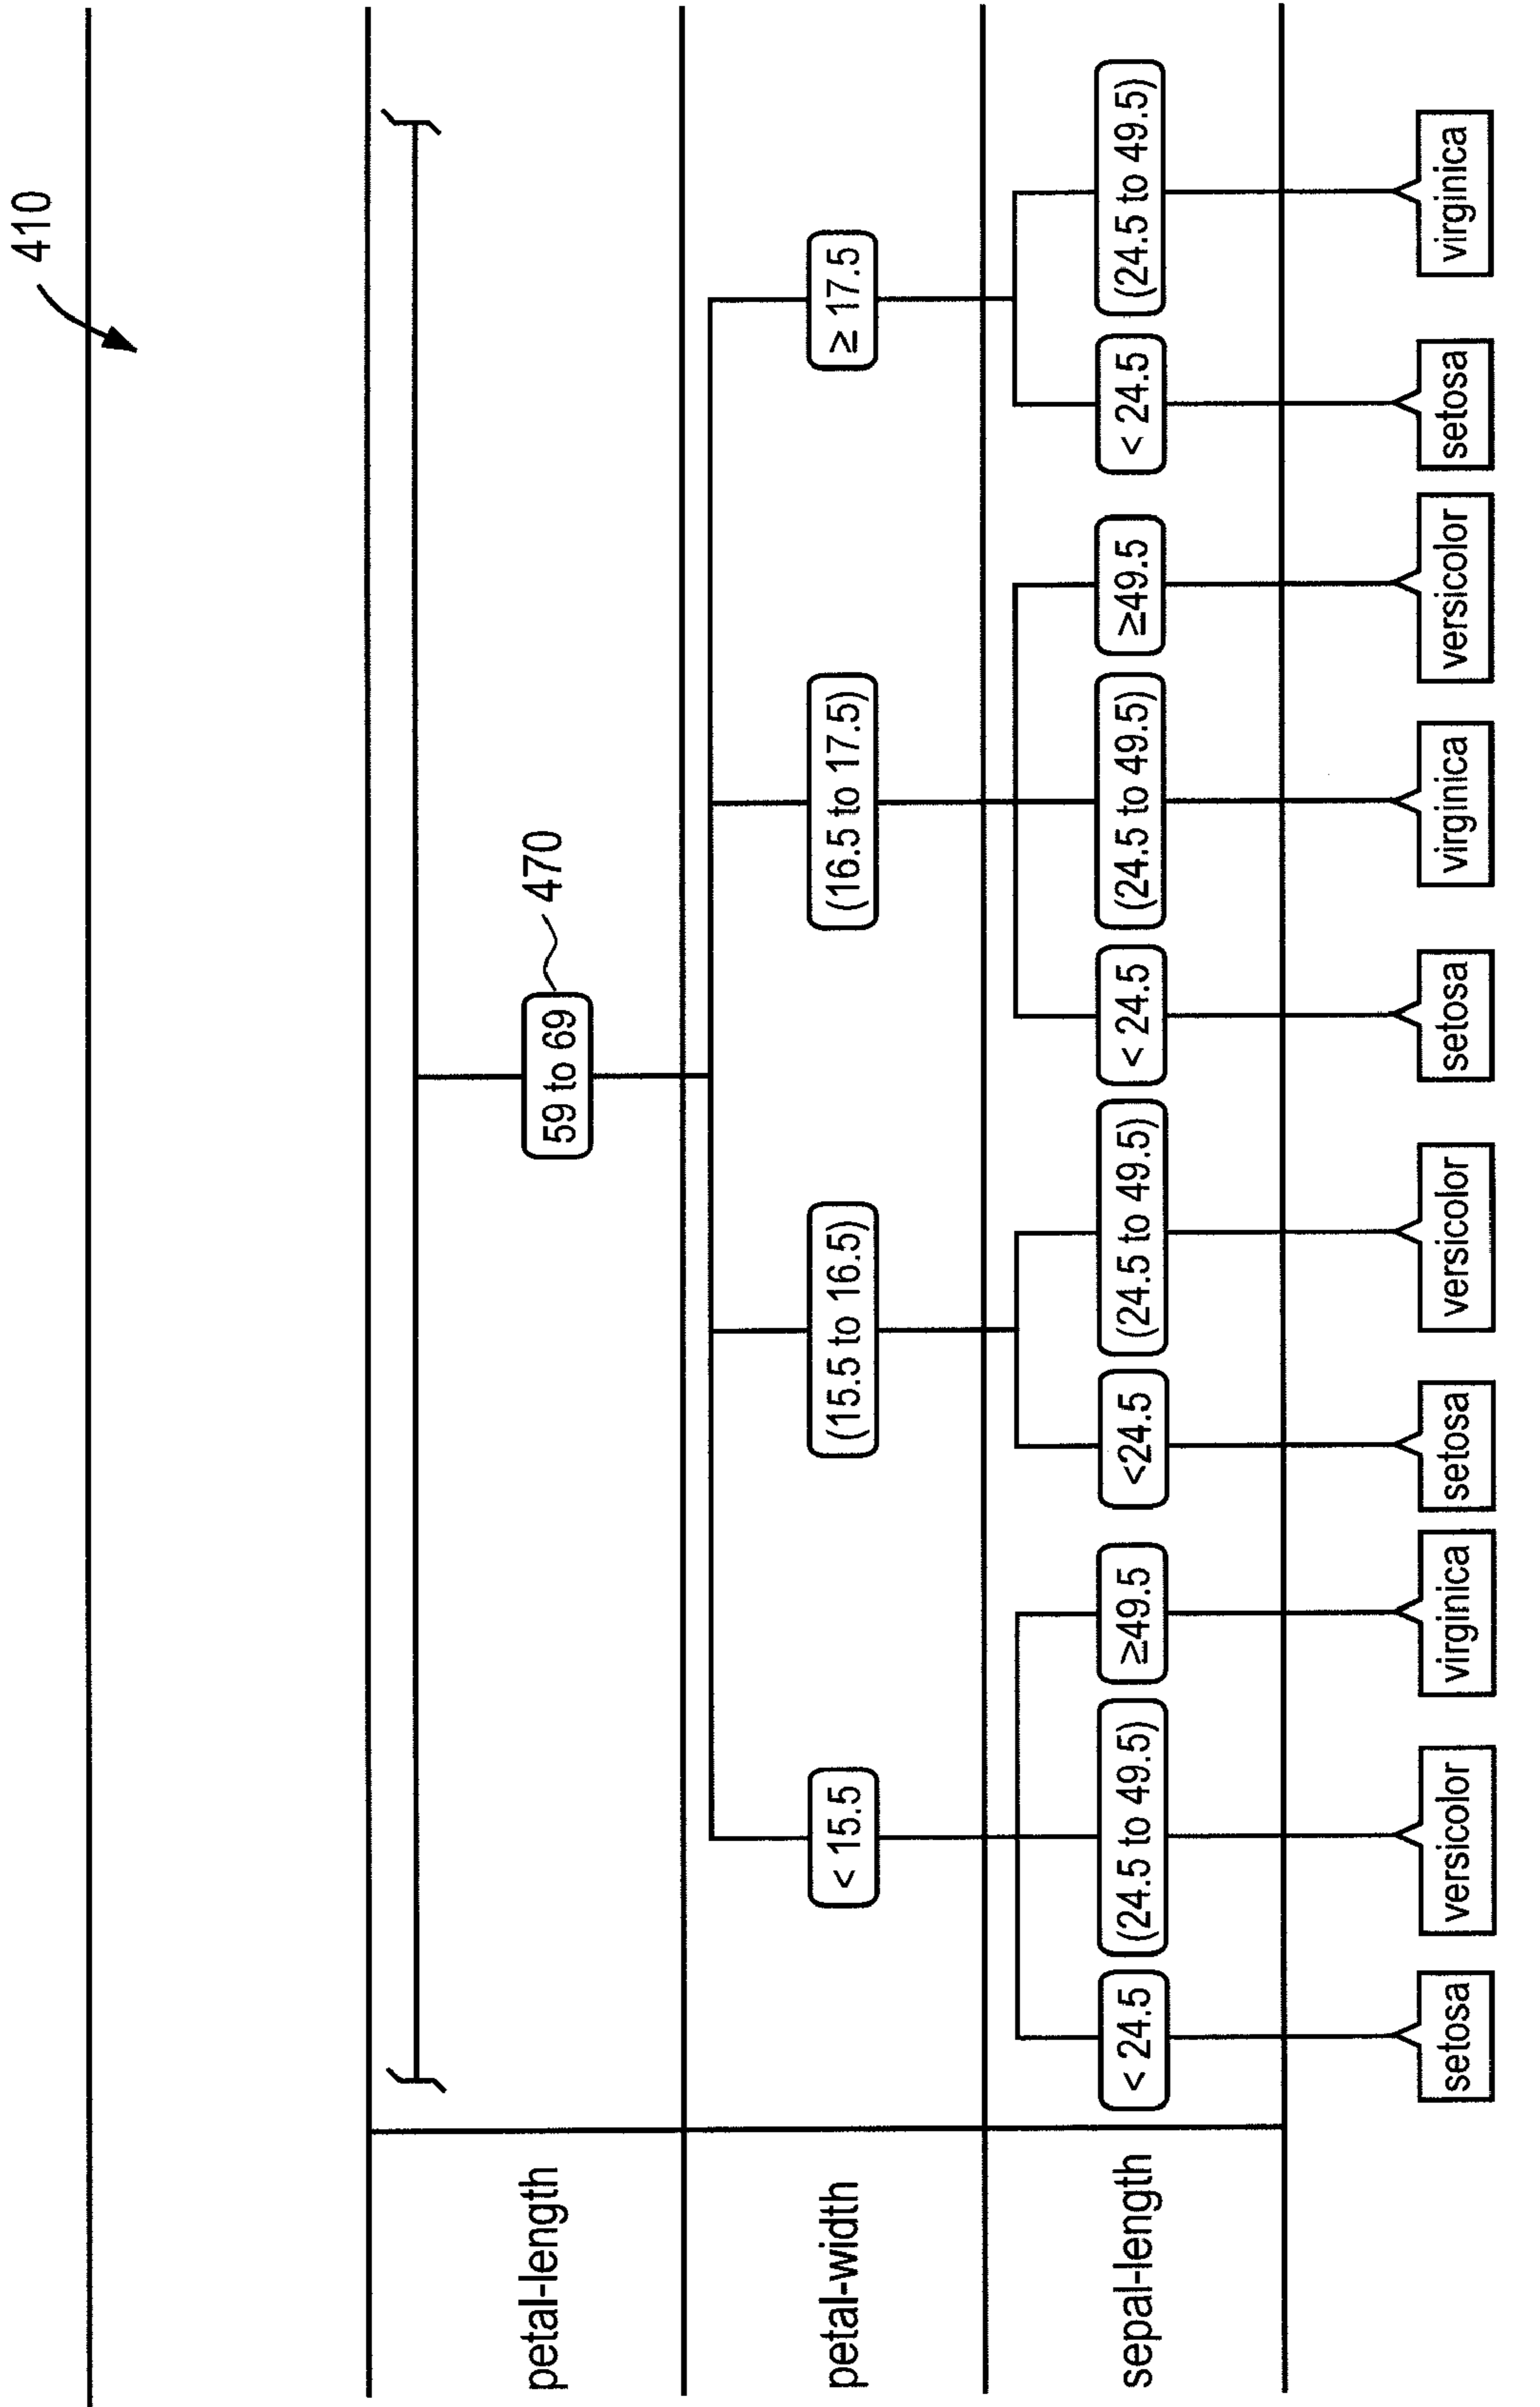 410
petal-length
59 to 69
470
petal-width
< 15.5
(15.5 to 16.5)
(16.5 to 17.5)
≥ 17.5
sepal-length
< 24.5
(24.5 to 49.5)
≥49.5
<24.5
(24.5 to 49.5)
< 24.5
(24.5 to 49.5)
≥49.5
< 24.5
(24.5 to 49.5)
setosa
versicolor
virginica
setosa
versicolor
setosa
virginica
versicolor
setosa
virginica